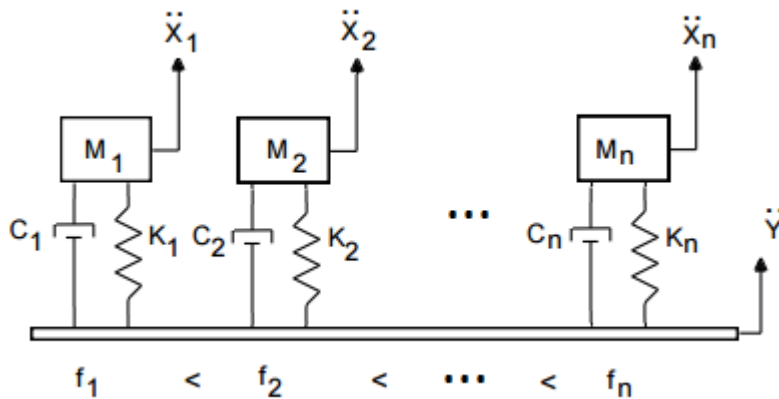 Ẍ₁ Ẍ₂ Ẍₙ
M₁ M₂ Mₙ
C₁ K₁ C₂ K₂ ••• Cₙ Kₙ Ÿ
f₁ < f₂ < ••• < fₙ